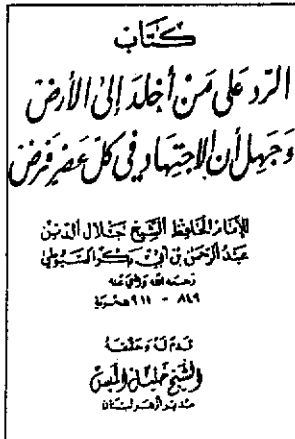 كتاب
الرد على من أخلد إلى الأرض
وجهل أن الاجتهاد في كل عصر فرض
للإمام الحافظ الشيخ جلال الدين
عبد الرحمن بن أبي بكر السيوطي
رحمه الله
٨٤٩ - ٩١١ هجرية
قدم له وحققه
الشيخ خليل الميس
مدير أزهر لبنان